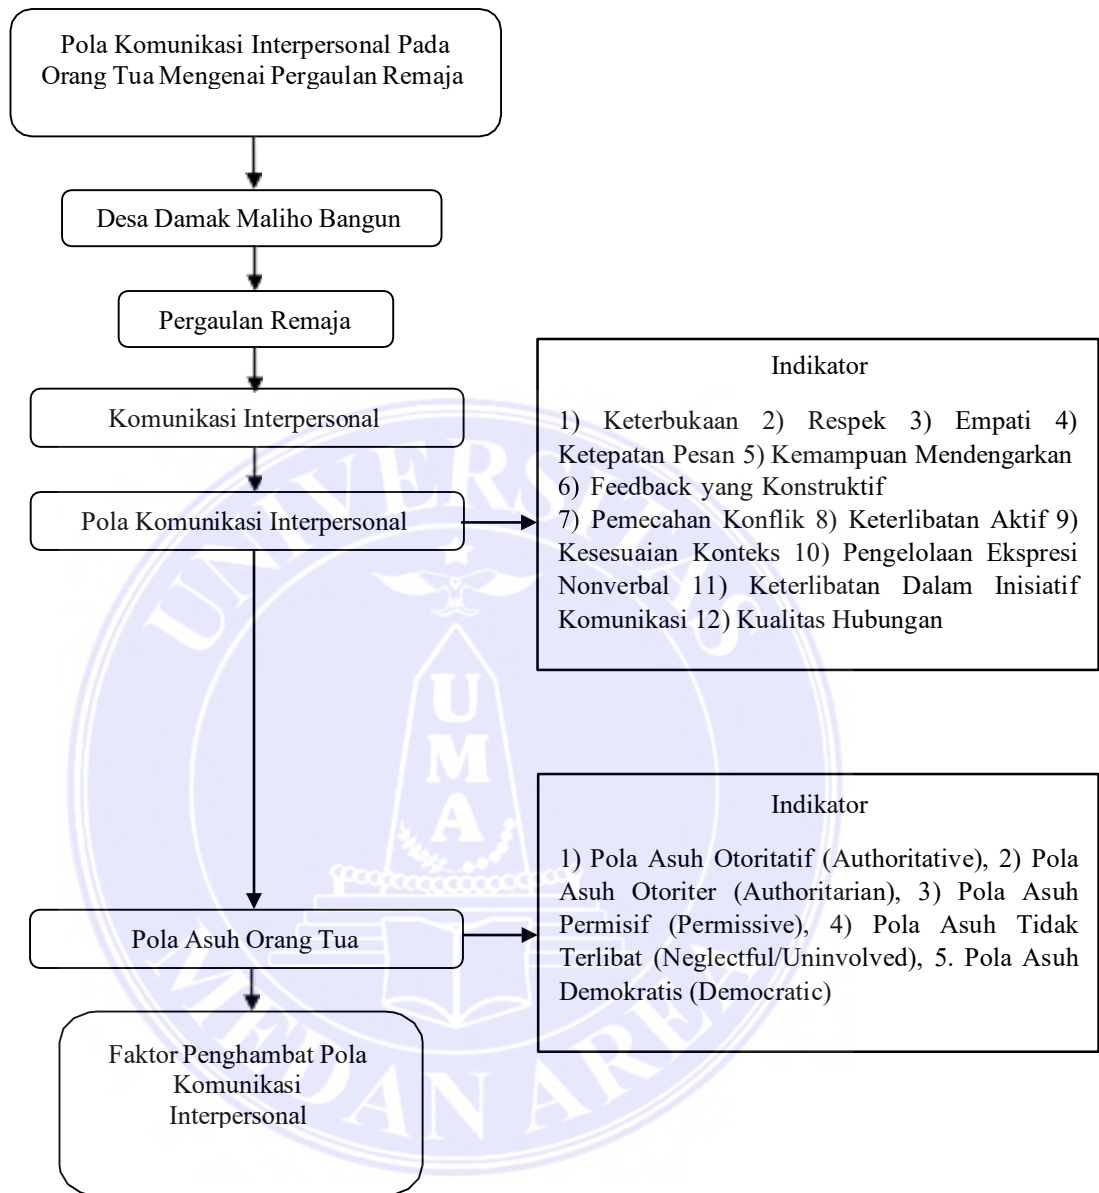 Pola Komunikasi Interpersonal Pada
Orang Tua Mengenai Pergaulan Remaja
Desa Damak Maliho Bangun
Pergaulan Remaja
Komunikasi Interpersonal
Pola Komunikasi Interpersonal
Indikator
1) Keterbukaan 2) Respek 3) Empati 4)
Ketepatan Pesan 5) Kemampuan Mendengarkan
6) Feedback yang Konstruktif
7) Pemecahan Konflik 8) Keterlibatan Aktif 9)
Kesesuaian Konteks 10) Pengelolaan Ekspresi
Nonverbal 11) Keterlibatan Dalam Inisiatif
Komunikasi 12) Kualitas Hubungan
Pola Asuh Orang Tua
Indikator
1) Pola Asuh Otoritatif (Authoritative), 2) Pola
Asuh Otoriter (Authoritarian), 3) Pola Asuh
Permisif (Permissive), 4) Pola Asuh Tidak
Terlibat (Neglectful/Uninvolved), 5. Pola Asuh
Demokratis (Democratic)
Faktor Penghambat Pola
Komunikasi
Interpersonal
UNIVERSITAS
UMA
MEDAN AREA